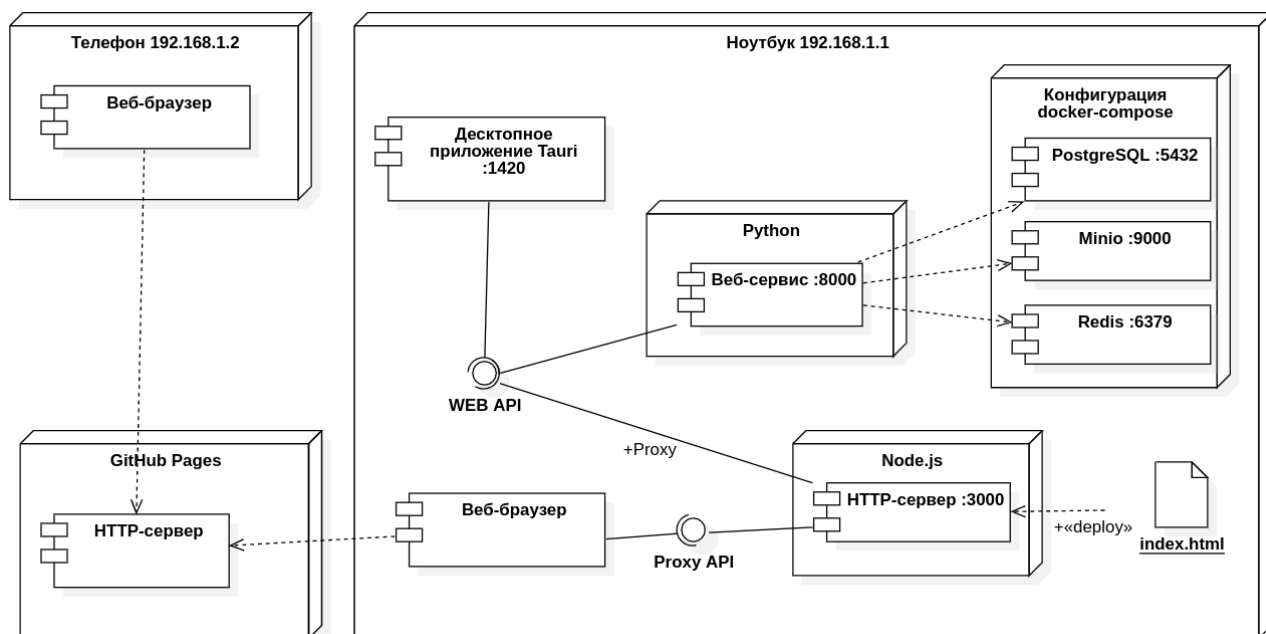 Телефон 192.168.1.2
Веб-браузер
Ноутбук 192.168.1.1
Десктопное
приложение Tauri
:1420
Конфигурация
docker-compose
PostgreSQL :5432
Minio :9000
Redis :6379
Python
Веб-сервис :8000
WEB API
+Proxy
GitHub Pages
HTTP-сервер
Веб-браузер
Proxy API
Node.js
HTTP-сервер :3000
+«deploy»
index.html